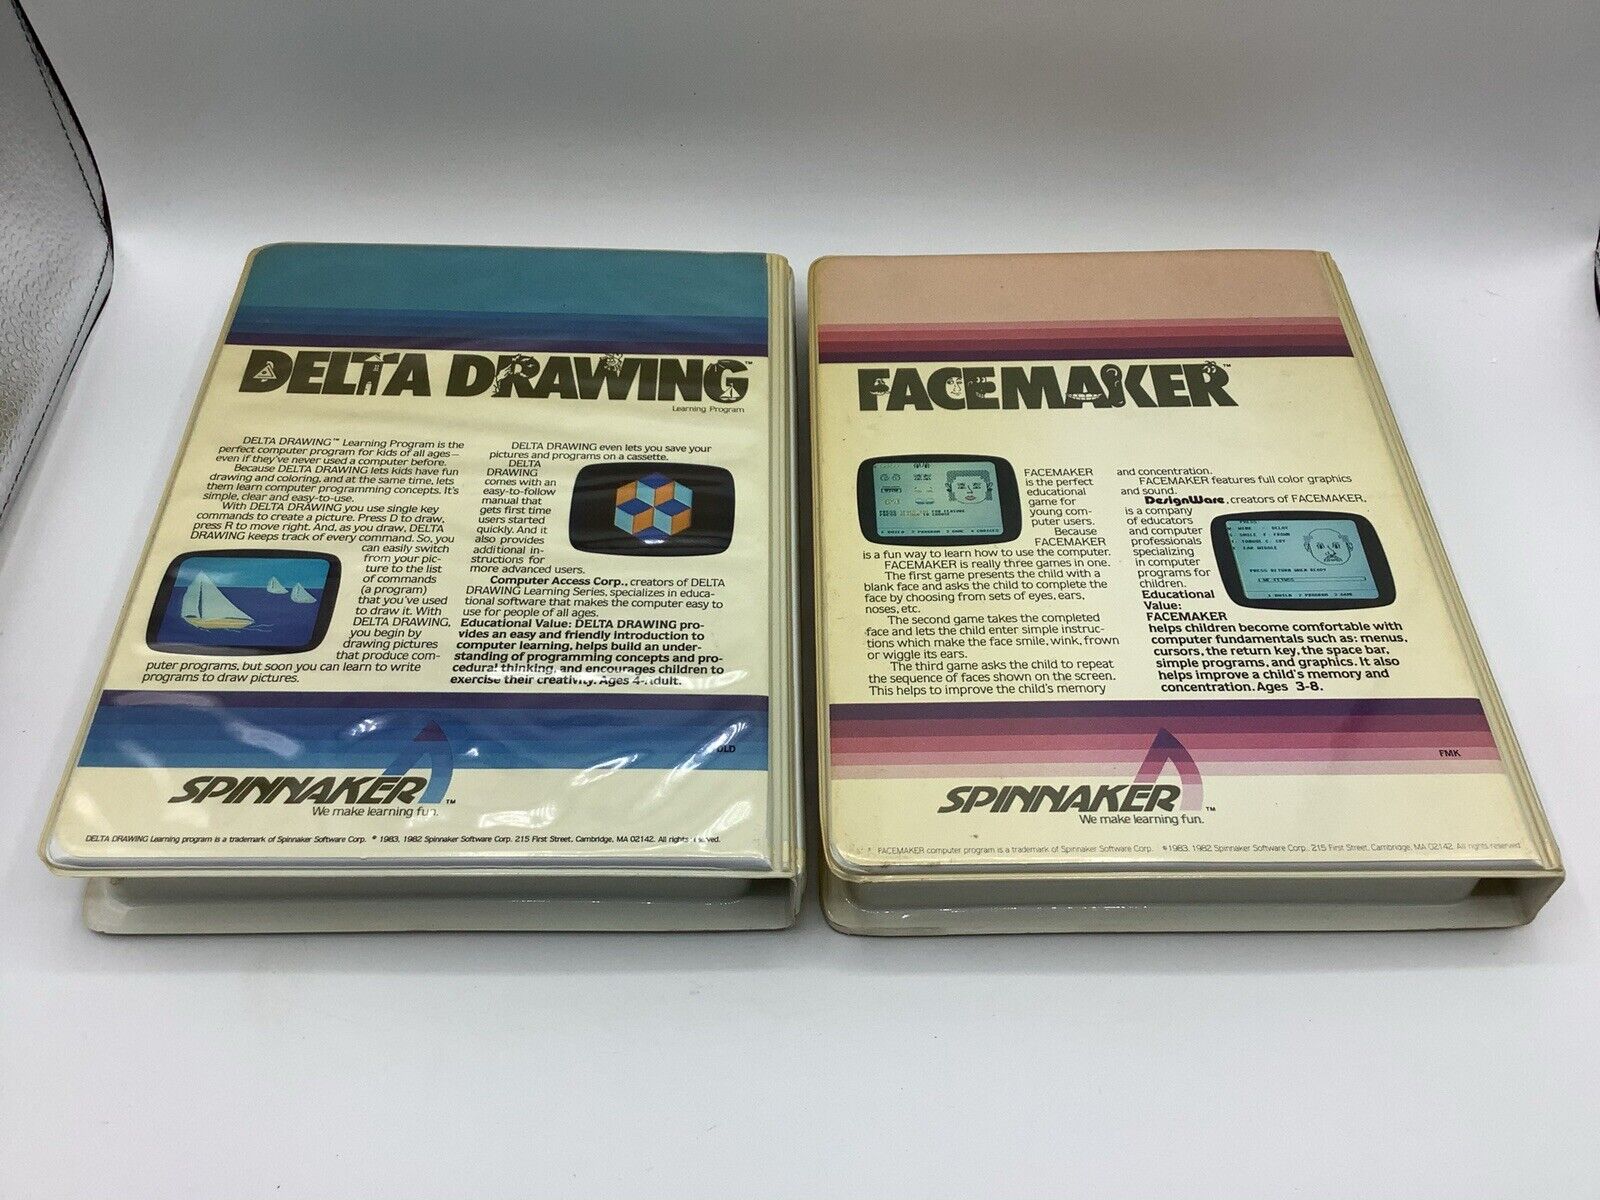 DELTA DRAWING™
Learning Program
DELTA DRAWING™ Learning Program is the
perfect computer program for kids of all ages—
even if they've never used a computer before.
Because DELTA DRAWING lets kids have fun
drawing and coloring, and at the same time, lets
them learn computer programming concepts. It's
simple, clear and easy-to-use.
With DELTA DRAWING you use single key
commands to create a picture. Press D to draw,
press R to move right. And, as you draw, DELTA
DRAWING keeps track of every command. So, you
can easily switch
from your pic-
ture to the list
of commands
(a program)
that you've used
to draw it. With
DELTA DRAWING,
you begin by
drawing pictures
that produce com-
puter programs, but soon you can learn to write
programs to draw pictures.
DELTA DRAWING even lets you save your
pictures and programs on a cassette.
DELTA
DRAWING
comes with an
easy-to-follow
manual that
gets first time
users started
quickly. And it
also provides
additional in-
structions for
more advanced users.
Computer Access Corp., creators of DELTA
DRAWING Learning Series, specializes in educa-
tional software that makes the computer easy to
use for people of all ages.
Educational Value: DELTA DRAWING pro-
vides an easy and friendly introduction to
computer learning, helps build an under-
standing of programming concepts and pro-
cedural thinking, and encourages children to
exercise their creativity. Ages 4-Adult.
DLD
SPINNAKER™
We make learning fun.
DELTA DRAWING Learning program is a trademark of Spinnaker Software Corp. © 1983, 1982 Spinnaker Software Corp. 215 First Street, Cambridge, MA 02142. All rights reserved.
FACEMAKER™
FACEMAKER
is the perfect
educational
game for
young com-
puter users.
Because
FACEMAKER
is a fun way to learn how to use the computer.
FACEMAKER is really three games in one.
The first game presents the child with a
blank face and asks the child to complete the
face by choosing from sets of eyes, ears,
noses, etc.
The second game takes the completed
face and lets the child enter simple instruc-
tions which make the face smile, wink, frown
or wiggle its ears.
The third game asks the child to repeat
the sequence of faces shown on the screen.
This helps to improve the child's memory
and concentration.
FACEMAKER features full color graphics
and sound.
DesignWare, creators of FACEMAKER,
is a company
of educators
and computer
professionals
specializing
in computer
programs for
children.
Educational
Value:
FACEMAKER
helps children become comfortable with
computer fundamentals such as: menus,
cursors, the return key, the space bar,
simple programs, and graphics. It also
helps improve a child's memory and
concentration. Ages 3-8.
1 BUILD 2 PROGRAM 3 GAME
PRESS RETURN WHEN READY
FMK
SPINNAKER™
We make learning fun.
FACEMAKER computer program is a trademark of Spinnaker Software Corp. © 1983, 1982 Spinnaker Software Corp. 215 First Street, Cambridge, MA 02142. All rights reserved